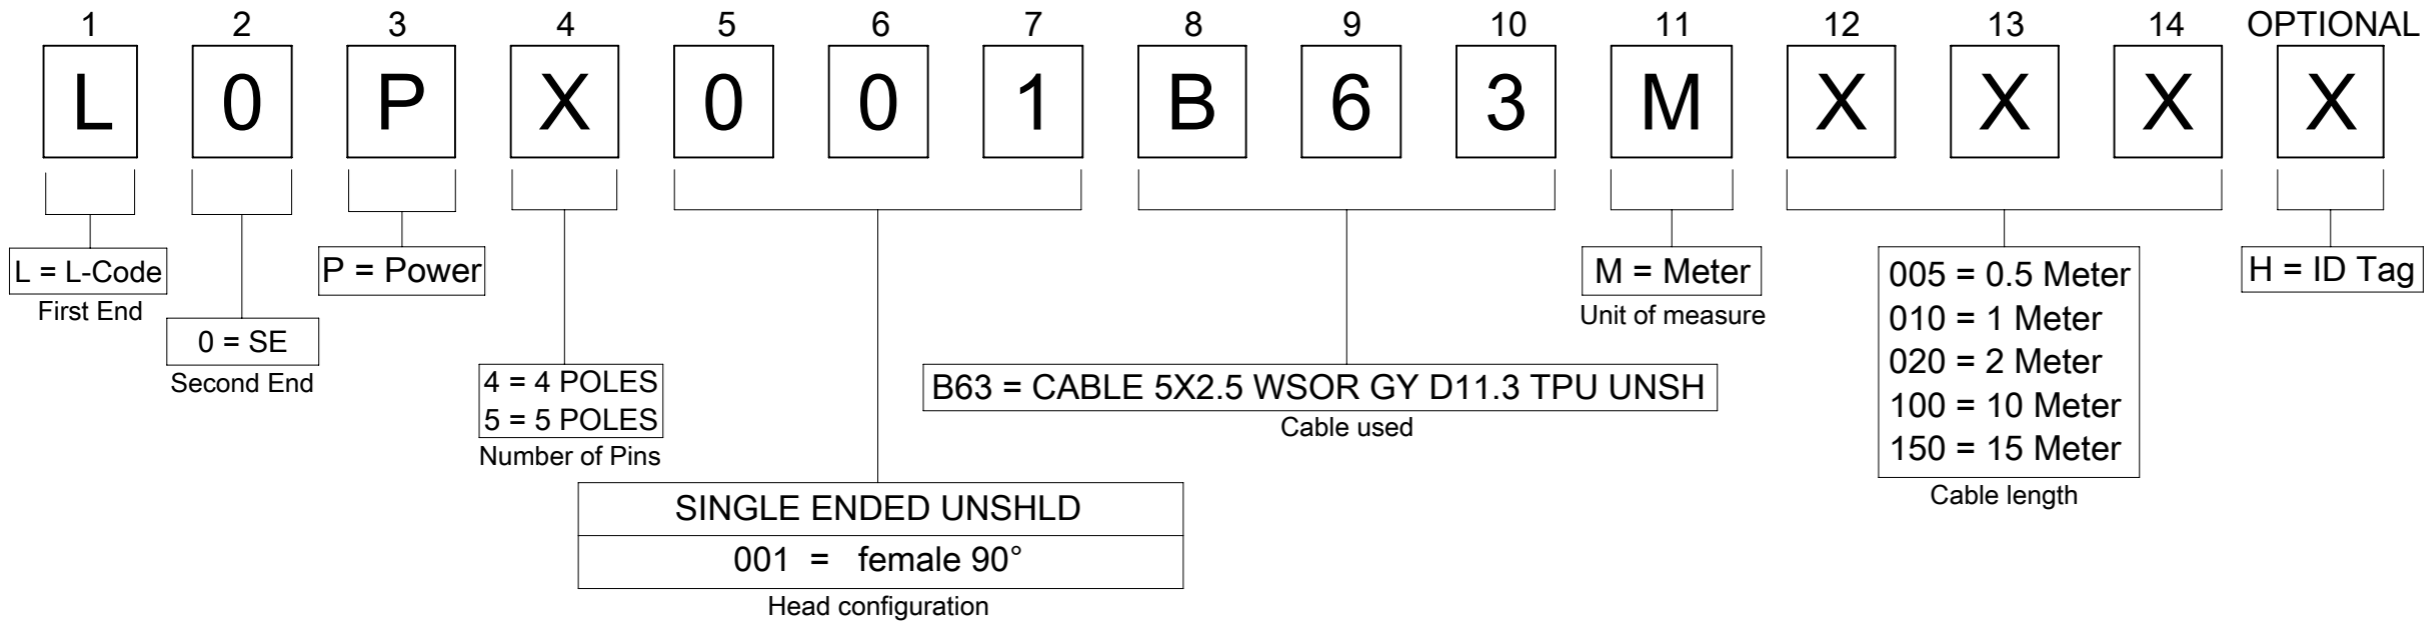 1 2 3 4 5 6 7 8 9 10 11 12 13 14 OPTIONAL
L 0 P X 0 0 1 B 6 3 M X X X X
L = L-Code
First End
0 = SE
Second End
P = Power
4 = 4 POLES
5 = 5 POLES
Number of Pins
SINGLE ENDED UNSHLD
001 = female 90°
Head configuration
B63 = CABLE 5X2.5 WSOR GY D11.3 TPU UNSH
Cable used
M = Meter
Unit of measure
005 = 0.5 Meter
010 = 1 Meter
020 = 2 Meter
100 = 10 Meter
150 = 15 Meter
Cable length
H = ID Tag